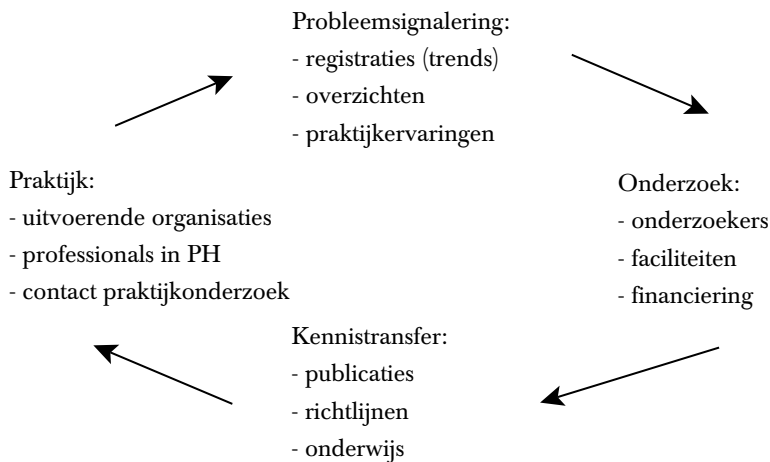 Probleemsignalering:
- registraties (trends)
- overzichten
- praktijkervaringen
Praktijk:
- uitvoerende organisaties
- professionals in PH
- contact praktijkonderzoek
Onderzoek:
- onderzoekers
- faciliteiten
- financiering
Kennistransfer:
- publicaties
- richtlijnen
- onderwijs